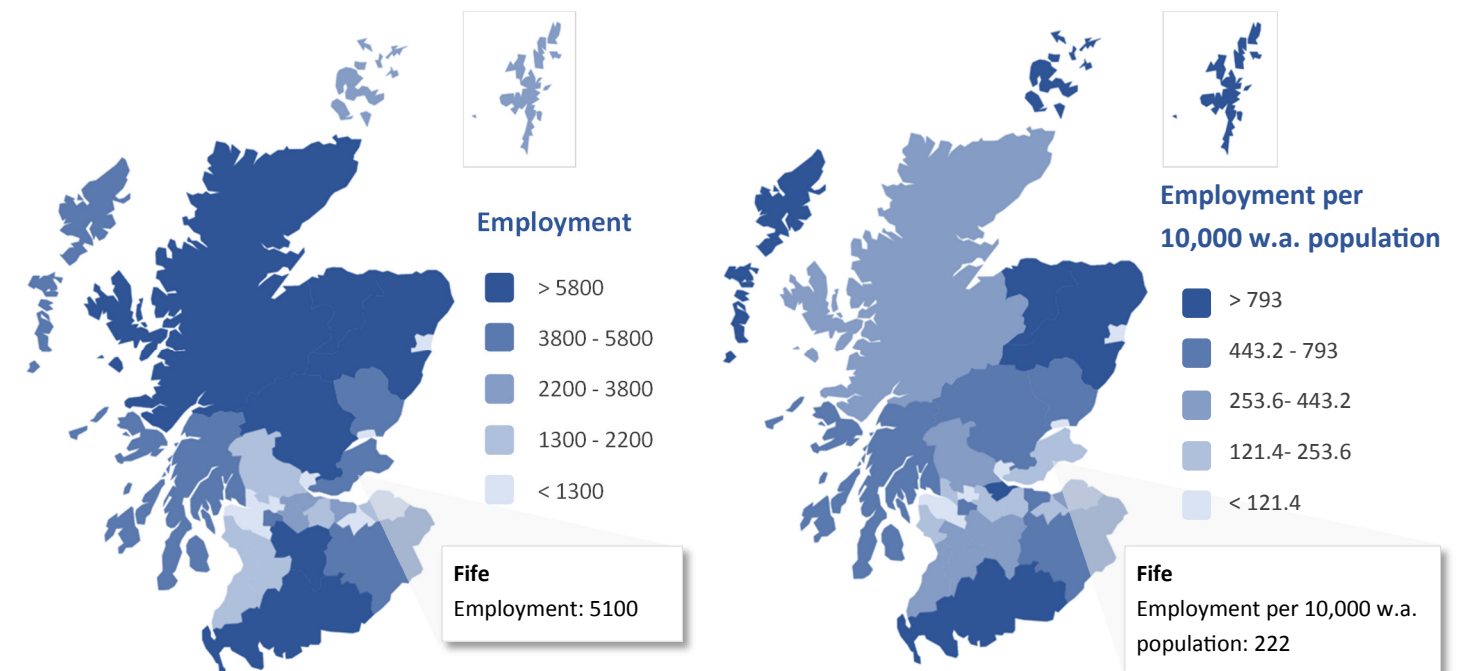 Employment
> 5800
3800 - 5800
2200 - 3800
1300 - 2200
< 1300
Fife
Employment: 5100
Employment per
10,000 w.a. population
> 793
443.2 - 793
253.6- 443.2
121.4- 253.6
< 121.4
Fife
Employment per 10,000 w.a.
population: 222